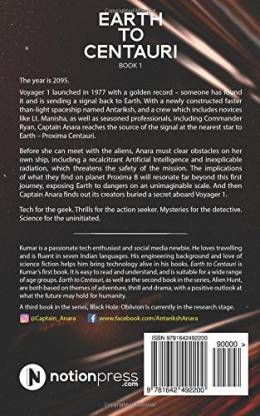 EARTH
TO
CENTAURI
BOOK 1
The year is 2095.
Voyager 1 launched in 1977 with a golden record – someone has found
it and is sending a signal back to Earth. With a newly constructed faster
than-light spaceship named Antariksh, and a crew which includes novices
like Lt. Manisha, as well as seasoned professionals, including Commander
Ryan, Captain Anara reaches the source of the signal at the nearest star to
Earth – Proxima Centauri.
Before she can meet with the aliens, Anara must clear obstacles on her
own ship, including a recalcitrant Artificial Intelligence and inexplicable
radiation, which threatens the safety of the mission. The implications
of what they find on planet Proxima B will resonate far beyond this first
journey, exposing Earth to dangers on an unimaginable scale. And then
Captain Anara finds out its creators buried a secret aboard Voyager 1.
Tech for the geek. Thrills for the action seeker. Mysteries for the detective.
Science for the uninitiated.
Kumar is a passionate tech enthusiast and social media newbie. He loves travelling
and is fluent in seven Indian languages. His engineering background and love of
science fiction helps him bring technology alive in his books. Earth to Centauri is
Kumar's first book. It is easy to read and understand, and is suitable for a wide range
of age groups. Earth to Centauri, as well as the second book in the series, Alien Hunt,
are both based on themes of adventure, thrill and drama, with a positive outlook at
what the future may hold for humanity.
A third book in the series, Black Hole: Oblivion is currently in the research stage.
@Captain_Anara
www.facebook.com/AntarikshAnara
ISBN 9781642492200
90000 >
9 781642 492200
N
notionpress
.com